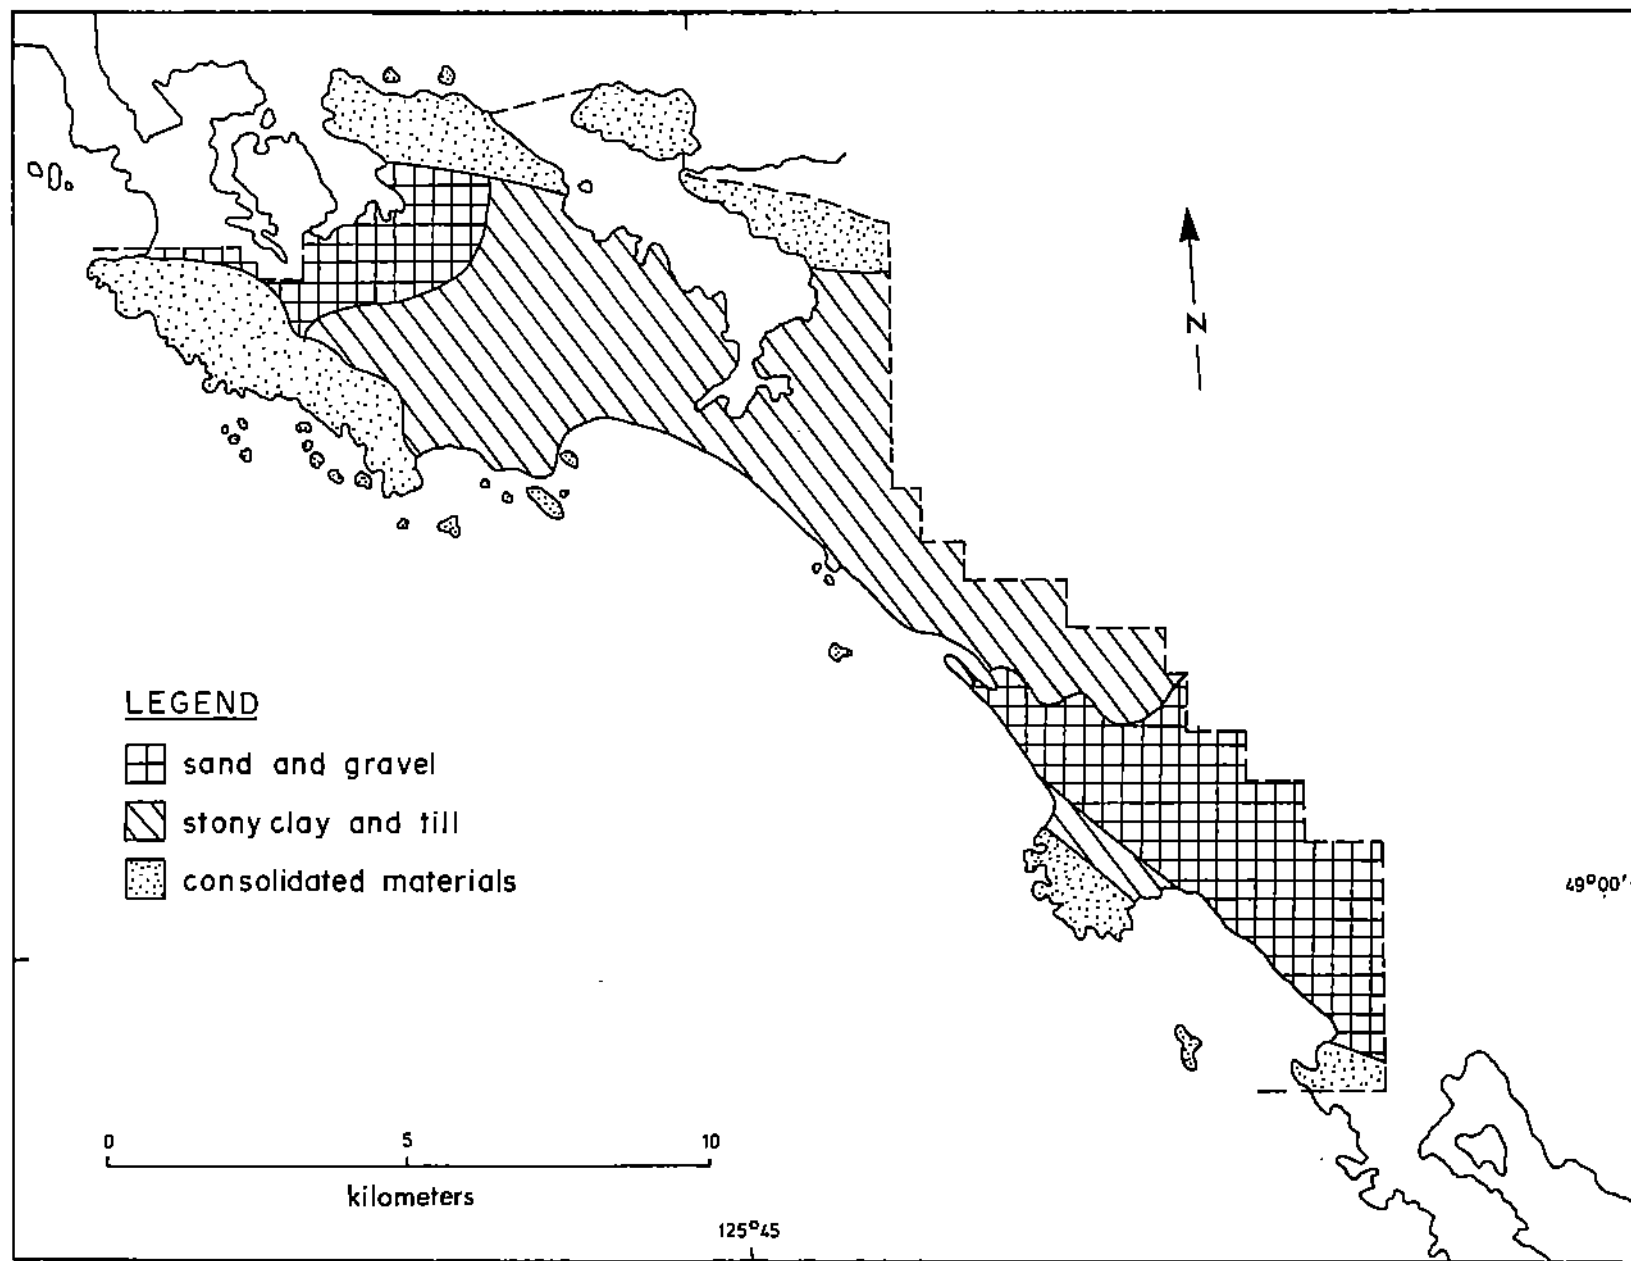 N
LEGEND
sand and gravel
stony clay and till
consolidated materials
49°00'
0 5 10
kilometers
125°45